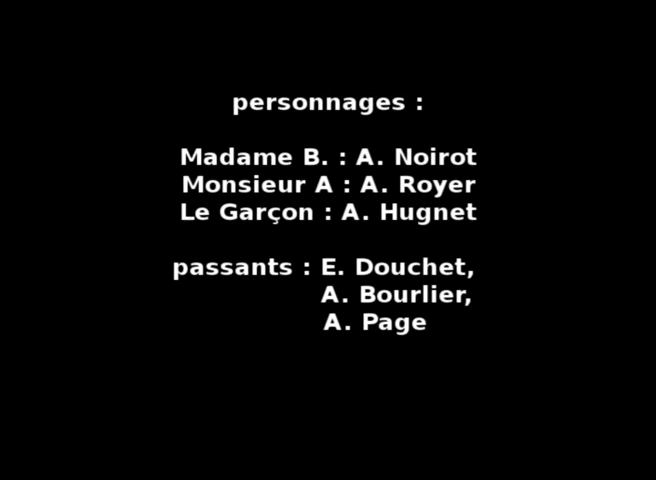 personnages :
Madame B. : A. Noirot
Monsieur A : A. Royer
Le Garçon : A. Hugnet
passants : E. Douchet,
A. Bourlier,
A. Page